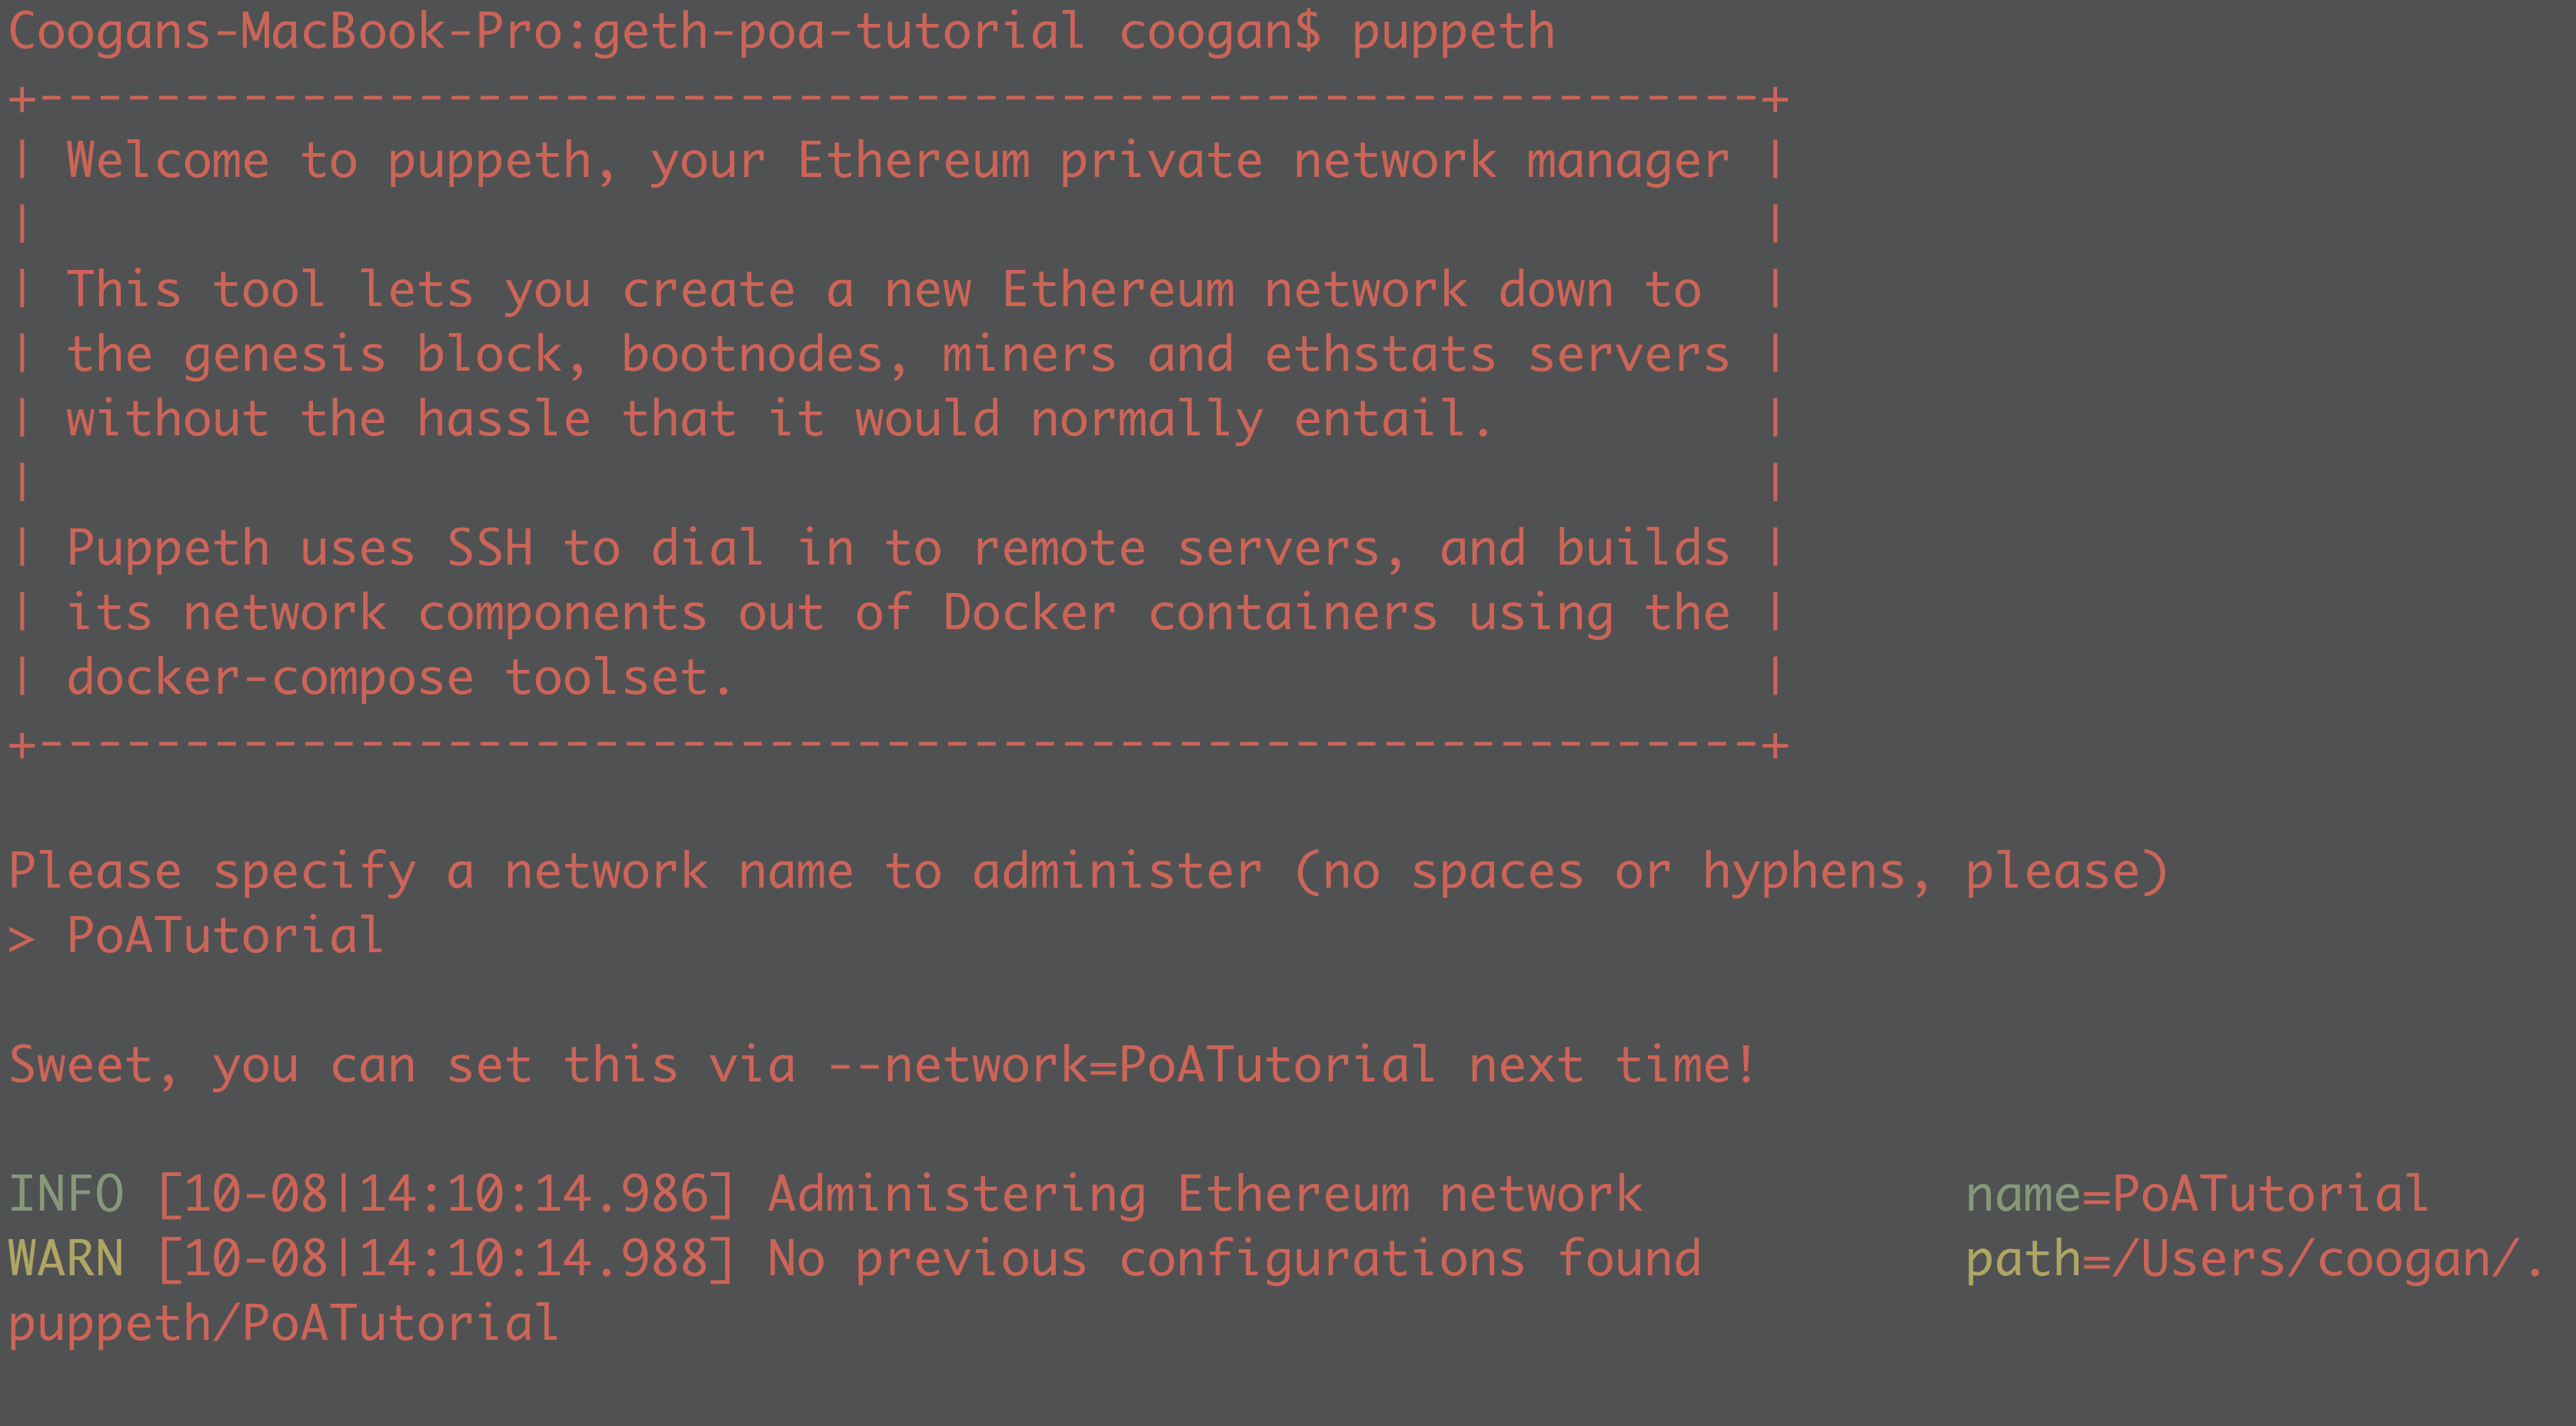 Coogans-MacBook-Pro:geth-poa-tutorial coogan$ puppeth
+-----------------------------------------------------------+
| Welcome to puppeth, your Ethereum private network manager |
|                                                           |
| This tool lets you create a new Ethereum network down to  |
| the genesis block, bootnodes, miners and ethstats servers |
| without the hassle that it would normally entail.         |
|                                                           |
| Puppeth uses SSH to dial in to remote servers, and builds |
| its network components out of Docker containers using the |
| docker-compose toolset.                                   |
+-----------------------------------------------------------+
Please specify a network name to administer (no spaces or hyphens, please)
> PoATutorial
Sweet, you can set this via --network=PoATutorial next time!
INFO [10-08|14:10:14.986] Administering Ethereum network           name=PoATutorial
WARN [10-08|14:10:14.988] No previous configurations found         path=/Users/coogan/.
puppeth/PoATutorial